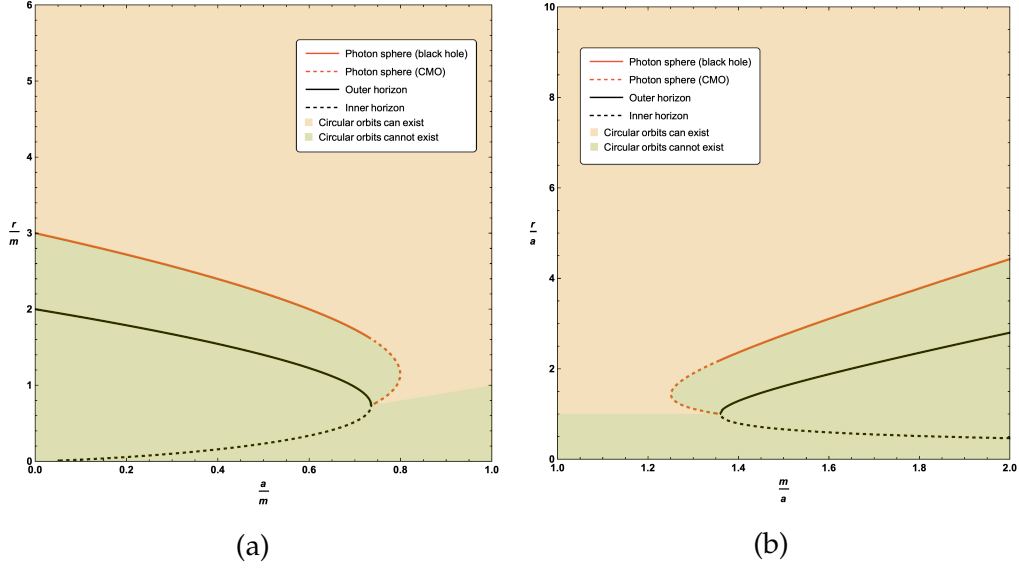 6
5
4
3
2
1
0
r
m
0.0 0.2 0.4 0.6 0.8 1.0
a
m
Photon sphere (black hole)
Photon sphere (CMO)
Outer horizon
Inner horizon
Circular orbits can exist
Circular orbits cannot exist
(a)
10
8
6
4
2
0
r
a
1.0 1.2 1.4 1.6 1.8 2.0
m
a
Photon sphere (black hole)
Photon sphere (CMO)
Outer horizon
Inner horizon
Circular orbits can exist
Circular orbits cannot exist
(b)